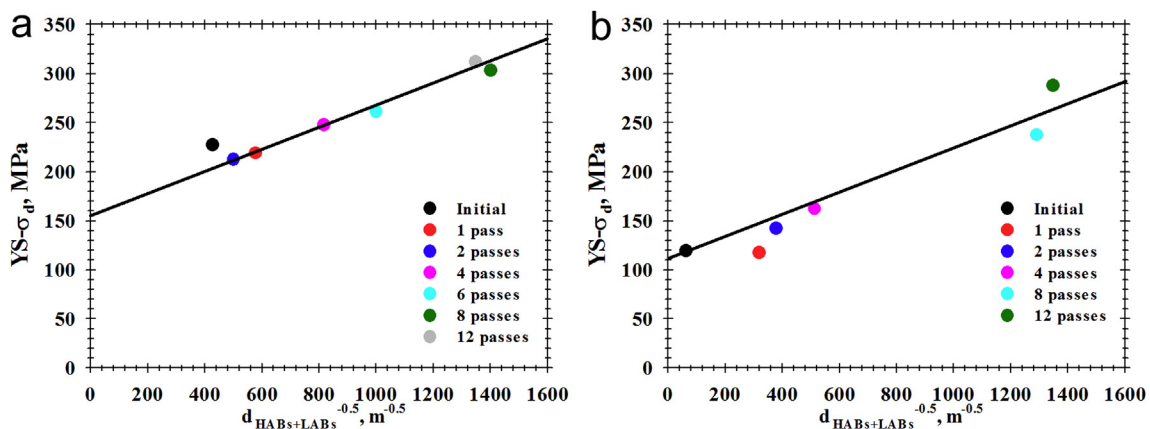 a
YS-σd, MPa
350
300
250
200
150
100
50
0
0 200 400 600 800 1000 1200 1400 1600
d HABs+LABs -0.5, m-0.5
Initial
1 pass
2 passes
4 passes
6 passes
8 passes
12 passes
b
YS-σd, MPa
350
300
250
200
150
100
50
0
0 200 400 600 800 1000 1200 1400 1600
d HABs+LABs -0.5, m-0.5
Initial
1 pass
2 passes
4 passes
8 passes
12 passes